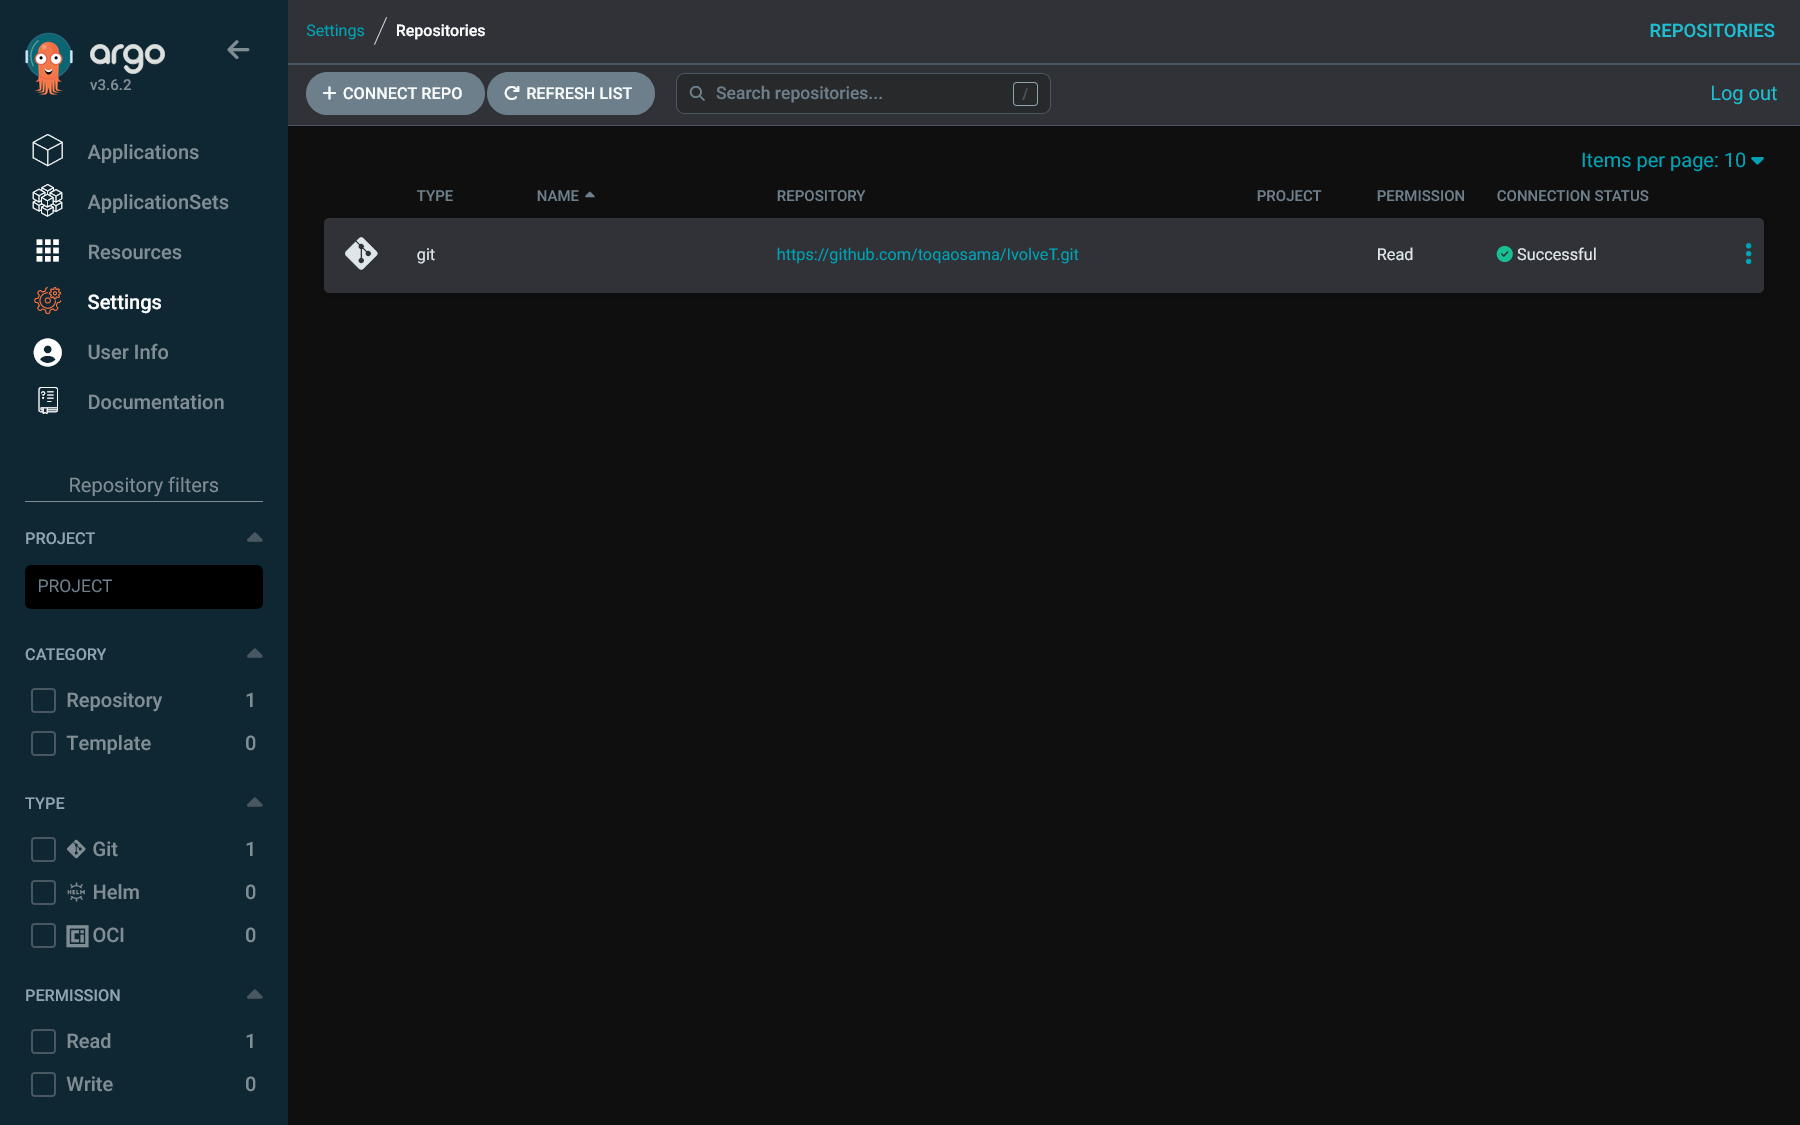 argo
v3.6.2
Applications
ApplicationSets
Resources
Settings
User Info
Documentation
Repository filters
PROJECT
PROJECT
CATEGORY
Repository 1
Template 0
TYPE
Git 1
HELM Helm 0
OCI 0
PERMISSION
Read 1
Write 0
Settings / Repositories
REPOSITORIES
+ CONNECT REPO
REFRESH LIST
Search repositories... /
Log out
Items per page: 10
TYPE NAME REPOSITORY PROJECT PERMISSION CONNECTION STATUS
git https://github.com/toqaosama/IvolveT.git Read Successful